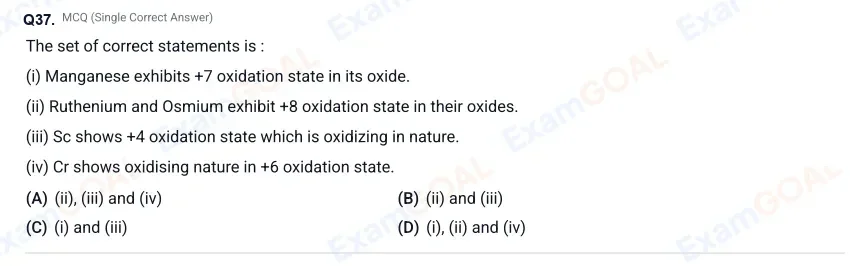 Q37. MCQ (Single Correct Answer)
The set of correct statements is :
(i) Manganese exhibits +7 oxidation state in its oxide.
(ii) Ruthenium and Osmium exhibit +8 oxidation state in their oxides.
(iii) Sc shows +4 oxidation state which is oxidizing in nature.
(iv) Cr shows oxidising nature in +6 oxidation state.
(A) (ii), (iii) and (iv) (B) (ii) and (iii)
(C) (i) and (iii) (D) (i), (ii) and (iv)